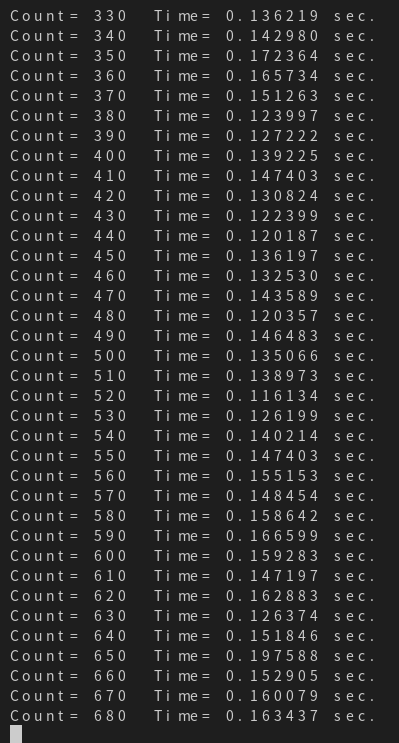 Count= 330  Time= 0.136219 sec.
Count= 340  Time= 0.142980 sec.
Count= 350  Time= 0.172364 sec.
Count= 360  Time= 0.165734 sec.
Count= 370  Time= 0.151263 sec.
Count= 380  Time= 0.123997 sec.
Count= 390  Time= 0.127222 sec.
Count= 400  Time= 0.139225 sec.
Count= 410  Time= 0.147403 sec.
Count= 420  Time= 0.130824 sec.
Count= 430  Time= 0.122399 sec.
Count= 440  Time= 0.120187 sec.
Count= 450  Time= 0.136197 sec.
Count= 460  Time= 0.132530 sec.
Count= 470  Time= 0.143589 sec.
Count= 480  Time= 0.120357 sec.
Count= 490  Time= 0.146483 sec.
Count= 500  Time= 0.135066 sec.
Count= 510  Time= 0.138973 sec.
Count= 520  Time= 0.116134 sec.
Count= 530  Time= 0.126199 sec.
Count= 540  Time= 0.140214 sec.
Count= 550  Time= 0.147403 sec.
Count= 560  Time= 0.155153 sec.
Count= 570  Time= 0.148454 sec.
Count= 580  Time= 0.158642 sec.
Count= 590  Time= 0.166599 sec.
Count= 600  Time= 0.159283 sec.
Count= 610  Time= 0.147197 sec.
Count= 620  Time= 0.162883 sec.
Count= 630  Time= 0.126374 sec.
Count= 640  Time= 0.151846 sec.
Count= 650  Time= 0.197588 sec.
Count= 660  Time= 0.152905 sec.
Count= 670  Time= 0.160079 sec.
Count= 680  Time= 0.163437 sec.